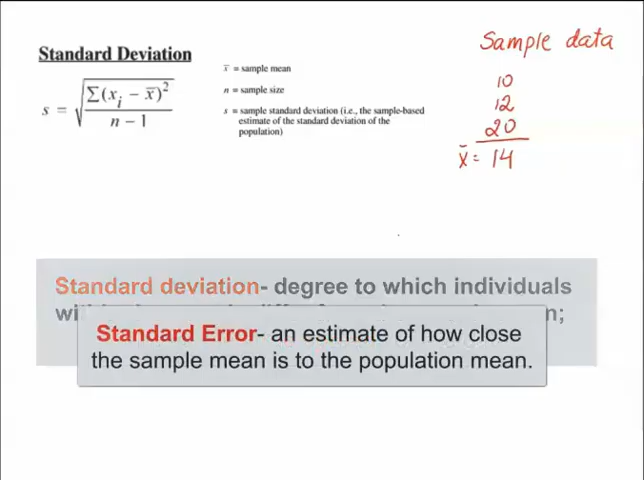 Standard Deviation
s = √Σ(xᵢ − x̄)² / n − 1
x̄ = sample mean
n = sample size
s = sample standard deviation (i.e., the sample-based
estimate of the standard deviation of the
population)
Sample data
10
12
20
x̄ = 14
Standard deviation- degree to which individuals
Standard Error- an estimate of how close
the sample mean is to the population mean.